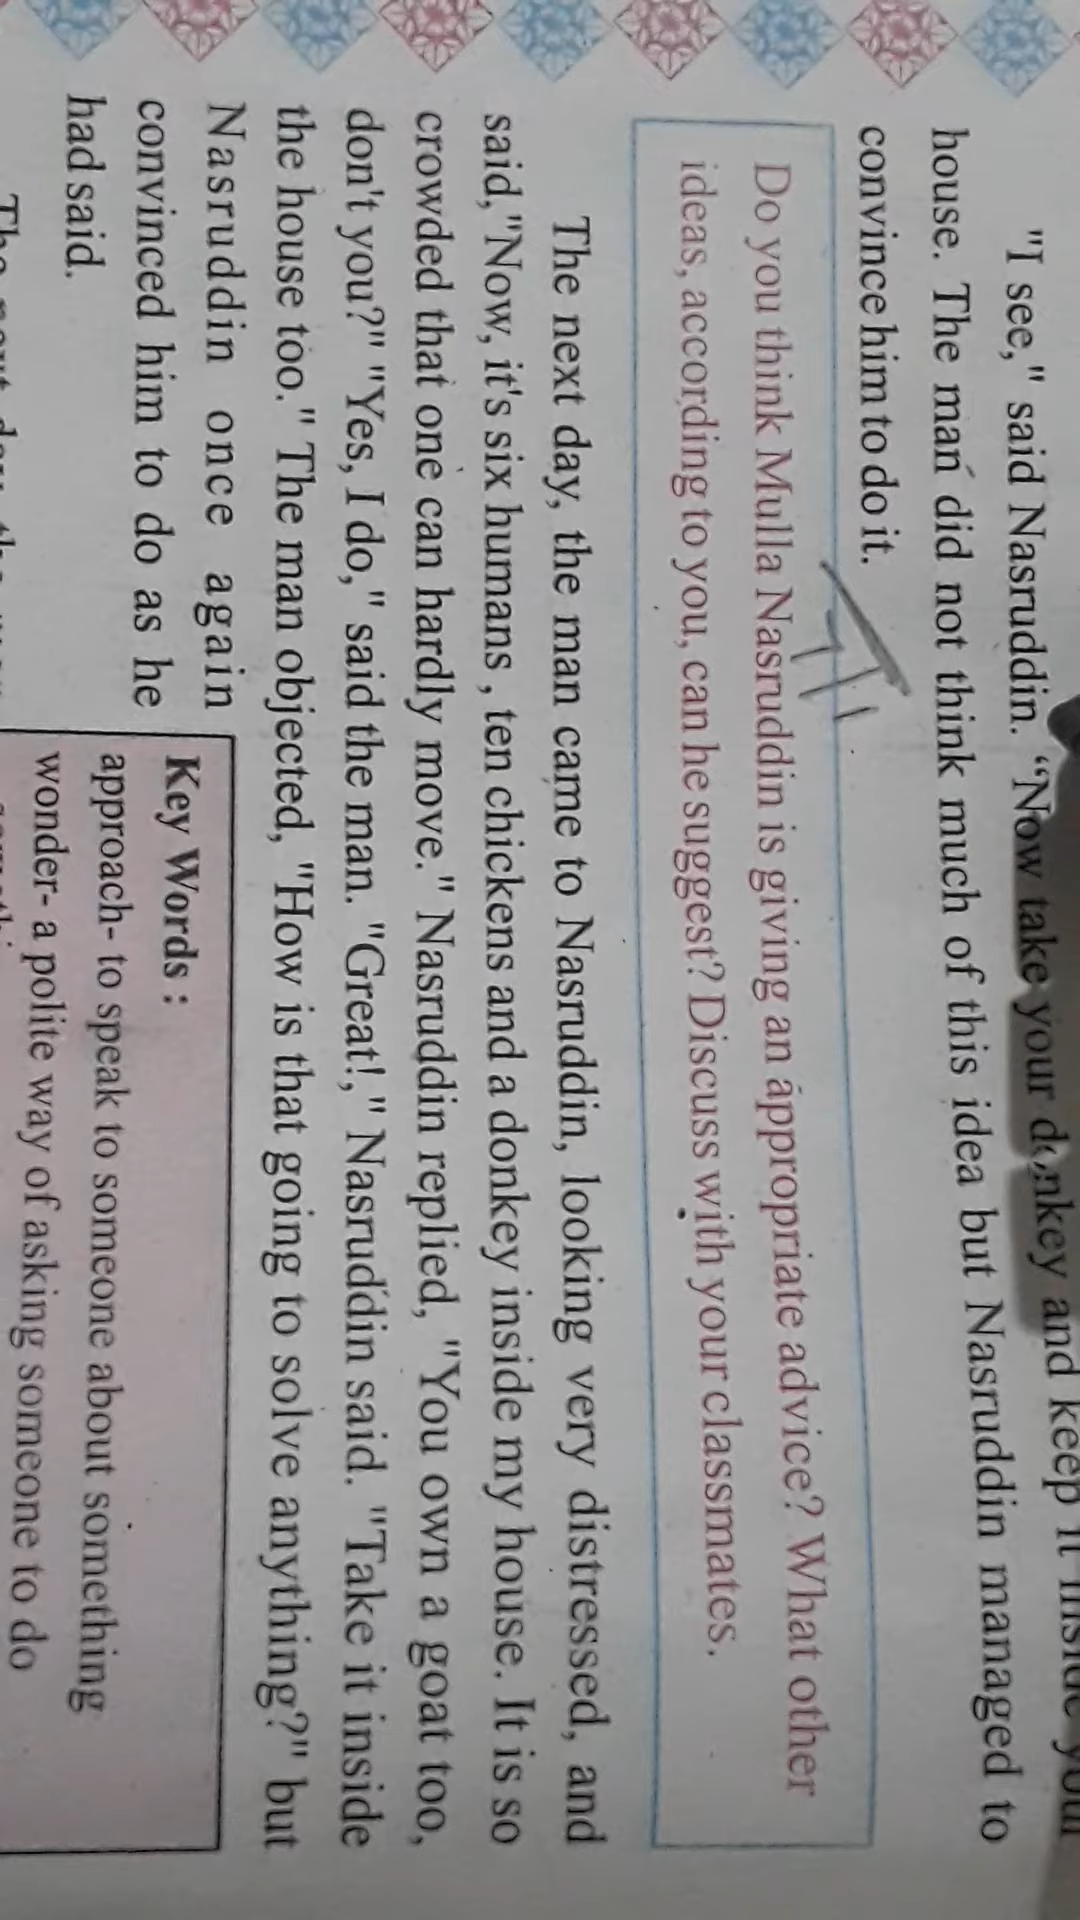 "I see," said Nasruddin. “Now take your donkey and keep it inside your
house. The man did not think much of this idea but Nasruddin managed to
convince him to do it.
Do you think Mulla Nasruddin is giving an appropriate advice? What other
ideas, according to you, can he suggest? Discuss with your classmates.
The next day, the man came to Nasruddin, looking very distressed, and
said,"Now, it's six humans , ten chickens and a donkey inside my house. It is so
crowded that one can hardly move." Nasruddin replied, "You own a goat too,
don't you?" "Yes, I do," said the man. "Great!," Nasruddin said. "Take it inside
the house too." The man objected, "How is that going to solve anything?" but
Nasruddin once again
convinced him to do as he
had said.
Key Words :
approach- to speak to someone about something
wonder- a polite way of asking someone to do